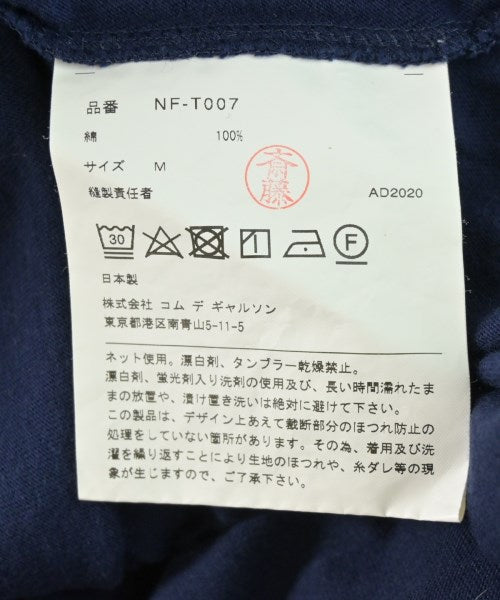 品番 NF-T007
綿 100%
サイズ M
斎藤
縫製責任者 AD2020
30 1 F
日本製
株式会社 コム デ ギャルソン
東京都港区南青山5-11-5
ネット使用。漂白剤、タンブラー乾燥禁止。
漂白剤、蛍光剤入り洗剤の使用及び、長い時間濡れたま
まの放置や、漬け置き洗いは絶対に避けて下さい。
この製品は、デザイン上あえて裁断部分のほつれ防止の
処理をしていない箇所があります。その為、着用及び洗
濯を繰り返すことにより生地のほつれや、糸ダレ等の現
象が生じますので、ご了承下さい。